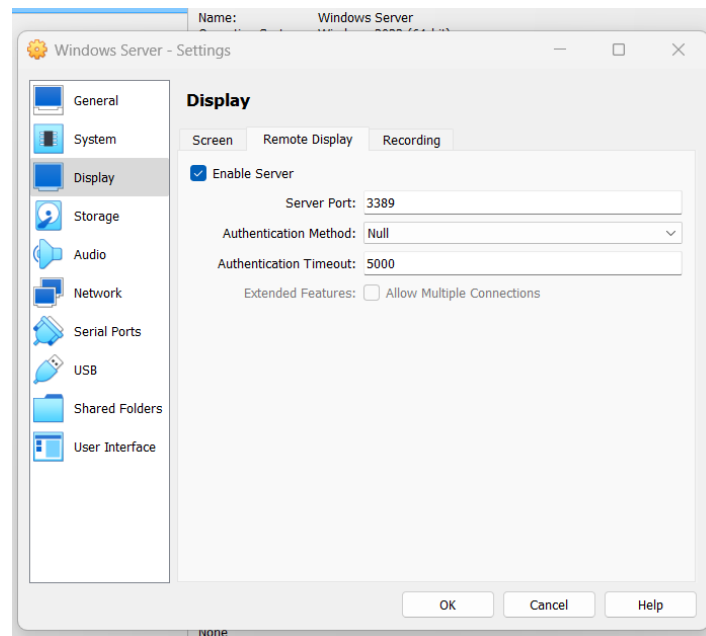 Name: Windows Server
Windows Server - Settings
General
System
Display
Storage
Audio
Network
Serial Ports
USB
Shared Folders
User Interface
Display
Screen Remote Display Recording
Enable Server
Server Port: 3389
Authentication Method: Null
Authentication Timeout: 5000
Extended Features: Allow Multiple Connections
OK Cancel Help
None